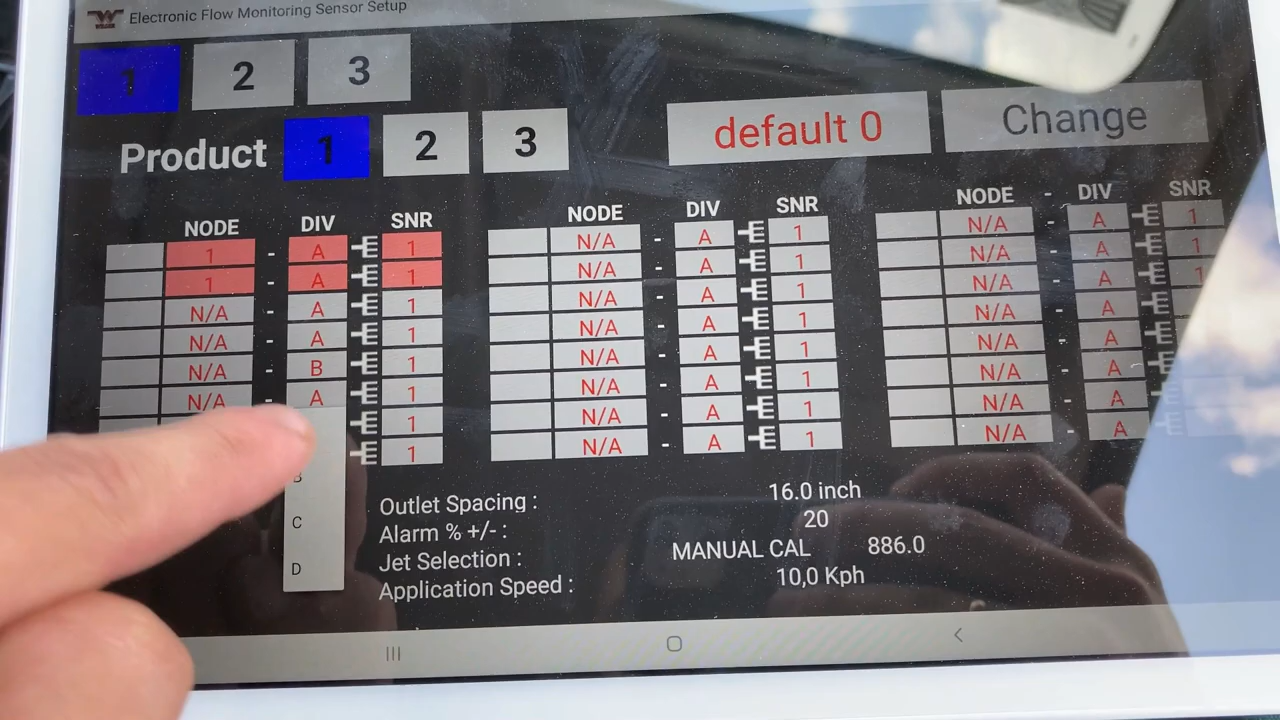 Electronic Flow Monitoring Sensor Setup
1 2 3
Product 1 2 3 default 0 Change
NODE - DIV SNR NODE DIV SNR NODE - DIV SNR
1 - A 1 N/A - A 1 N/A - A 1
1 - A 1 N/A - A 1 N/A - A 1
N/A - A 1 N/A - A 1 N/A - A 1
N/A - A 1 N/A - A 1 N/A - A
N/A - B 1 N/A - A 1 N/A - A
N/A - A 1 N/A - A 1 N/A - A
1 N/A - A 1 N/A - A
1 N/A - A 1 N/A - A
B
C
D
Outlet Spacing : 16.0 inch
Alarm % +/- : 20
Jet Selection : MANUAL CAL 886.0
Application Speed : 10,0 Kph